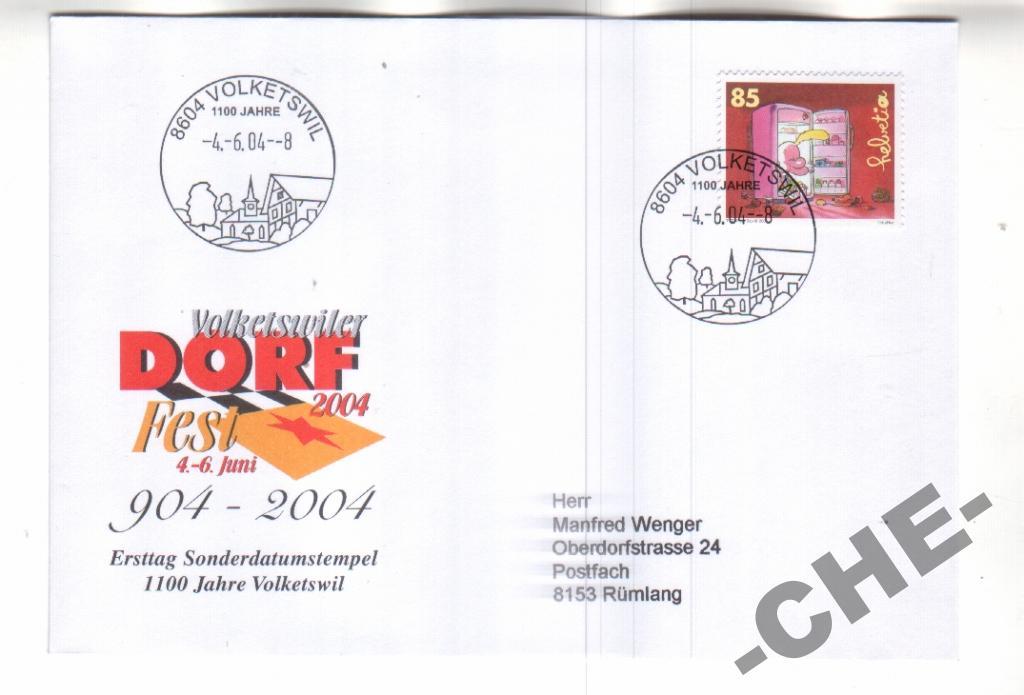 8604 VOLKETSWIL
1100 JAHRE
-4.-6.04--8
85
helvetia
8604 VOLKETSWIL
1100 JAHRE
-4.-6.04--8
Volketswiler
DORF
Fest
2004
4.-6. Juni
904 - 2004
Ersttag Sonderdatumstempel
1100 Jahre Volketswil
Herr
Manfred Wenger
Oberdorfstrasse 24
Postfach
8153 Rümlang
-CHE-